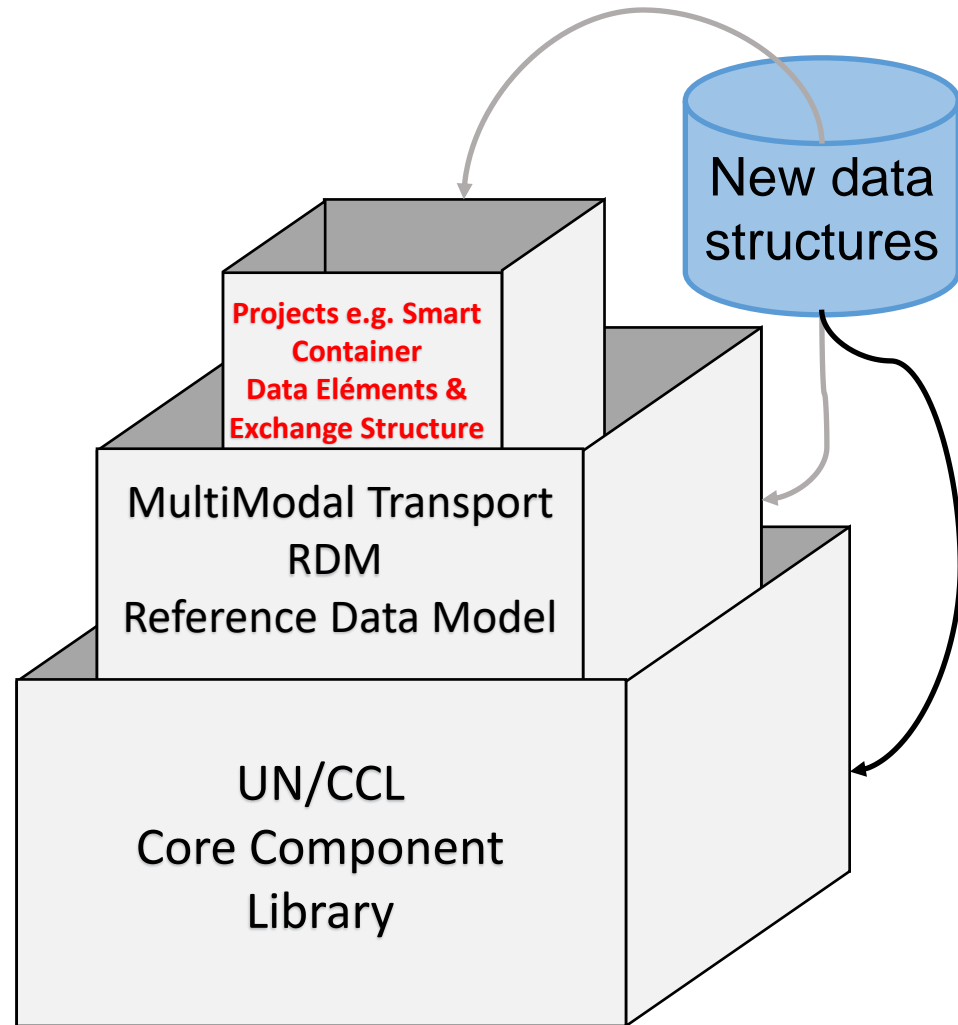 New data
structures
Projects e.g. Smart
Container
Data Eléments &
Exchange Structure
MultiModal Transport
RDM
Reference Data Model
UN/CCL
Core Component
Library